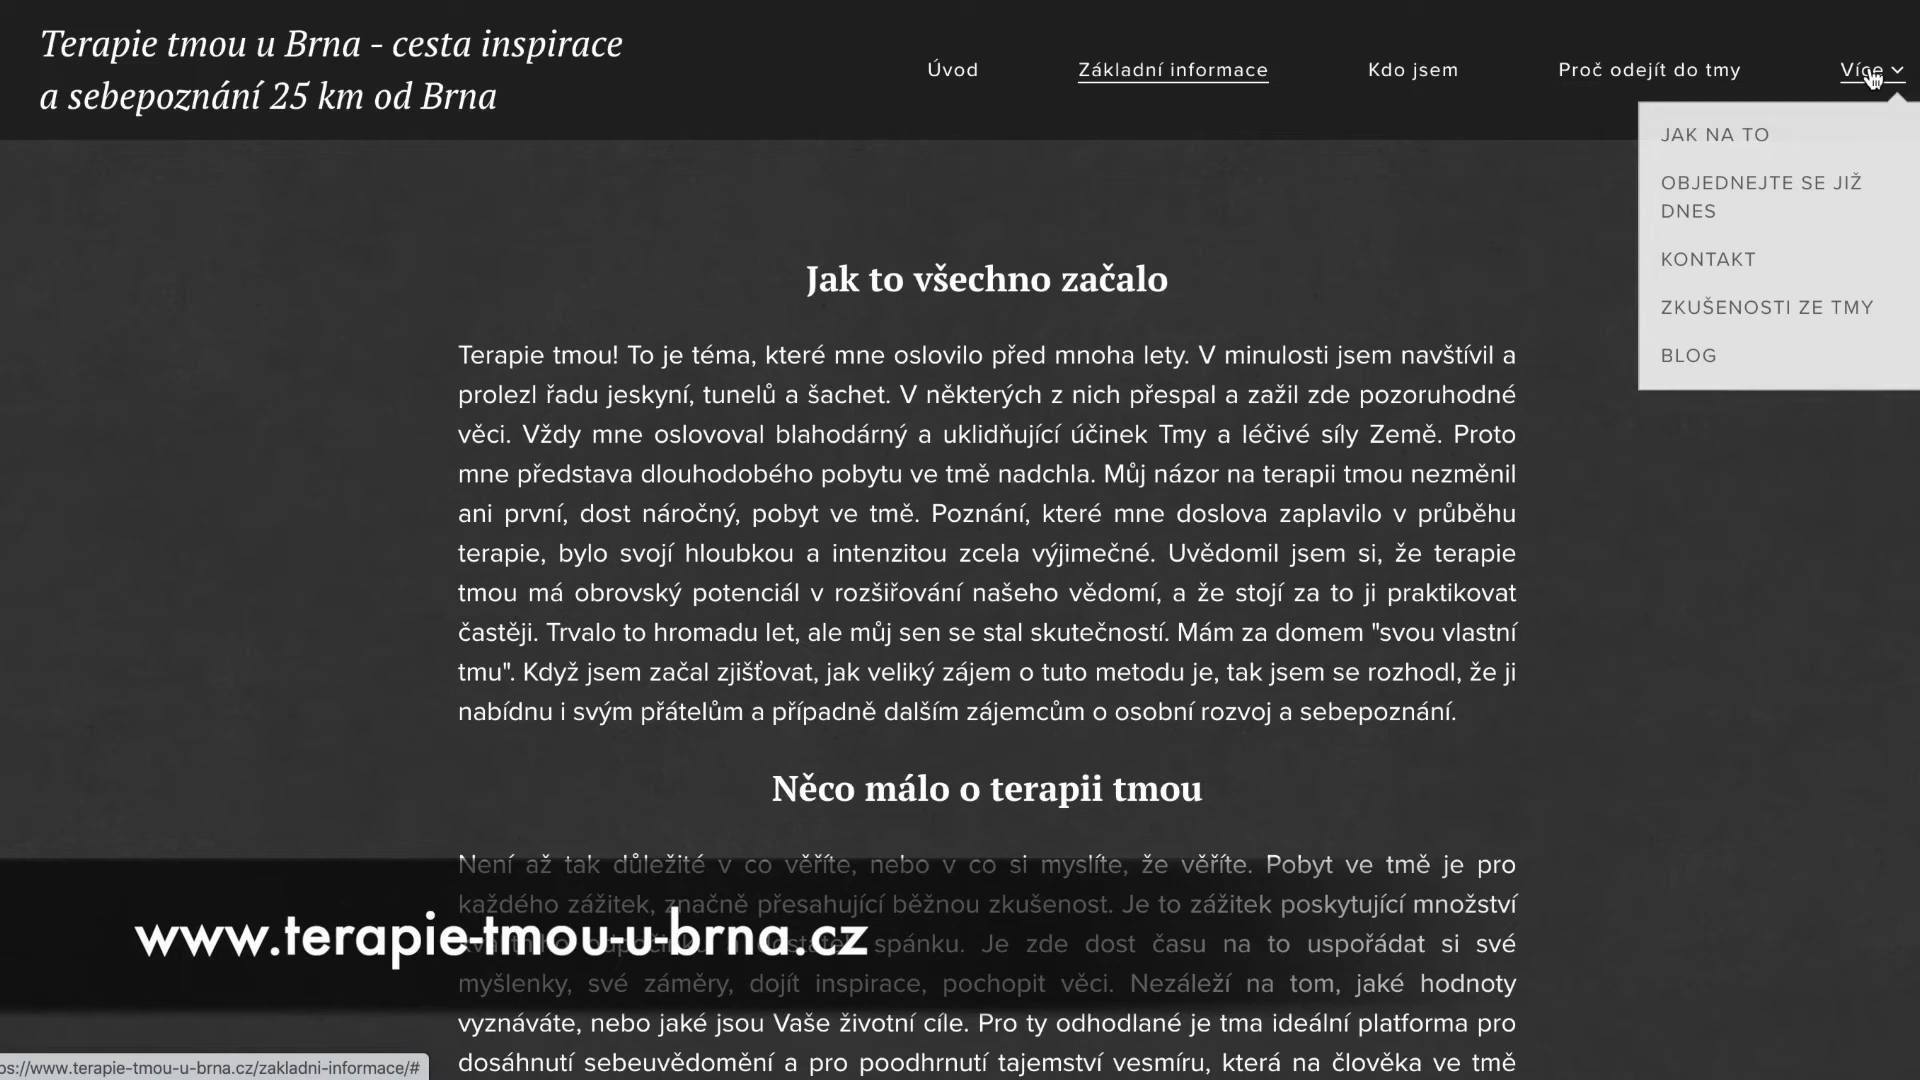 Terapie tmou u Brna - cesta inspirace
a sebepoznání 25 km od Brna
Úvod
Základní informace
Kdo jsem
Proč odejít do tmy
Více
JAK NA TO
OBJEDNEJTE SE JIŽ
DNES
KONTAKT
ZKUŠENOSTI ZE TMY
BLOG
Jak to všechno začalo
Terapie tmou! To je téma, které mne oslovilo před mnoha lety. V minulosti jsem navštívil a
prolezl řadu jeskyní, tunelů a šachet. V některých z nich přespal a zažil zde pozoruhodné
věci. Vždy mne oslovoval blahodárný a uklidňující účinek Tmy a léčivé síly Země. Proto
mne představa dlouhodobého pobytu ve tmě nadchla. Můj názor na terapii tmou nezměnil
ani první, dost náročný, pobyt ve tmě. Poznání, které mne doslova zaplavilo v průběhu
terapie, bylo svojí hloubkou a intenzitou zcela výjimečné. Uvědomil jsem si, že terapie
tmou má obrovský potenciál v rozšiřování našeho vědomí, a že stojí za to ji praktikovat
častěji. Trvalo to hromadu let, ale můj sen se stal skutečností. Mám za domem "svou vlastní
tmu". Když jsem začal zjišťovat, jak veliký zájem o tuto metodu je, tak jsem se rozhodl, že ji
nabídnu i svým přátelům a případně dalším zájemcům o osobní rozvoj a sebepoznání.
Něco málo o terapii tmou
Není až tak důležité v co věříte, nebo v co si myslíte, že věříte. Pobyt ve tmě je pro
každého zážitek, značně přesahující běžnou zkušenost. Je to zážitek poskytující množství
spánku. Je zde dost času na to uspořádat si své
www.terapie-tmou-u-brna.cz
myšlenky, své záměry, dojít inspirace, pochopit věci. Nezáleží na tom, jaké hodnoty
vyznáváte, nebo jaké jsou Vaše životní cíle. Pro ty odhodlané je tma ideální platforma pro
dosáhnutí sebeuvědomění a pro poodhrnutí tajemství vesmíru, která na člověka ve tmě
ps://www.terapie-tmou-u-brna.cz/zakladni-informace/#